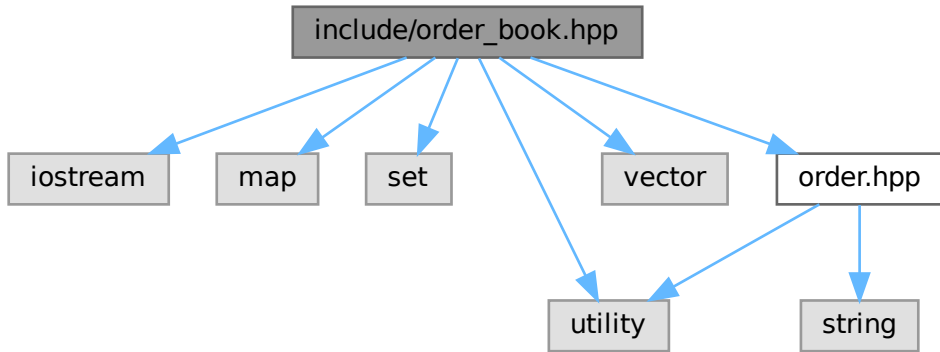 include/order_book.hpp
iostream
map
set
vector
order.hpp
utility
string